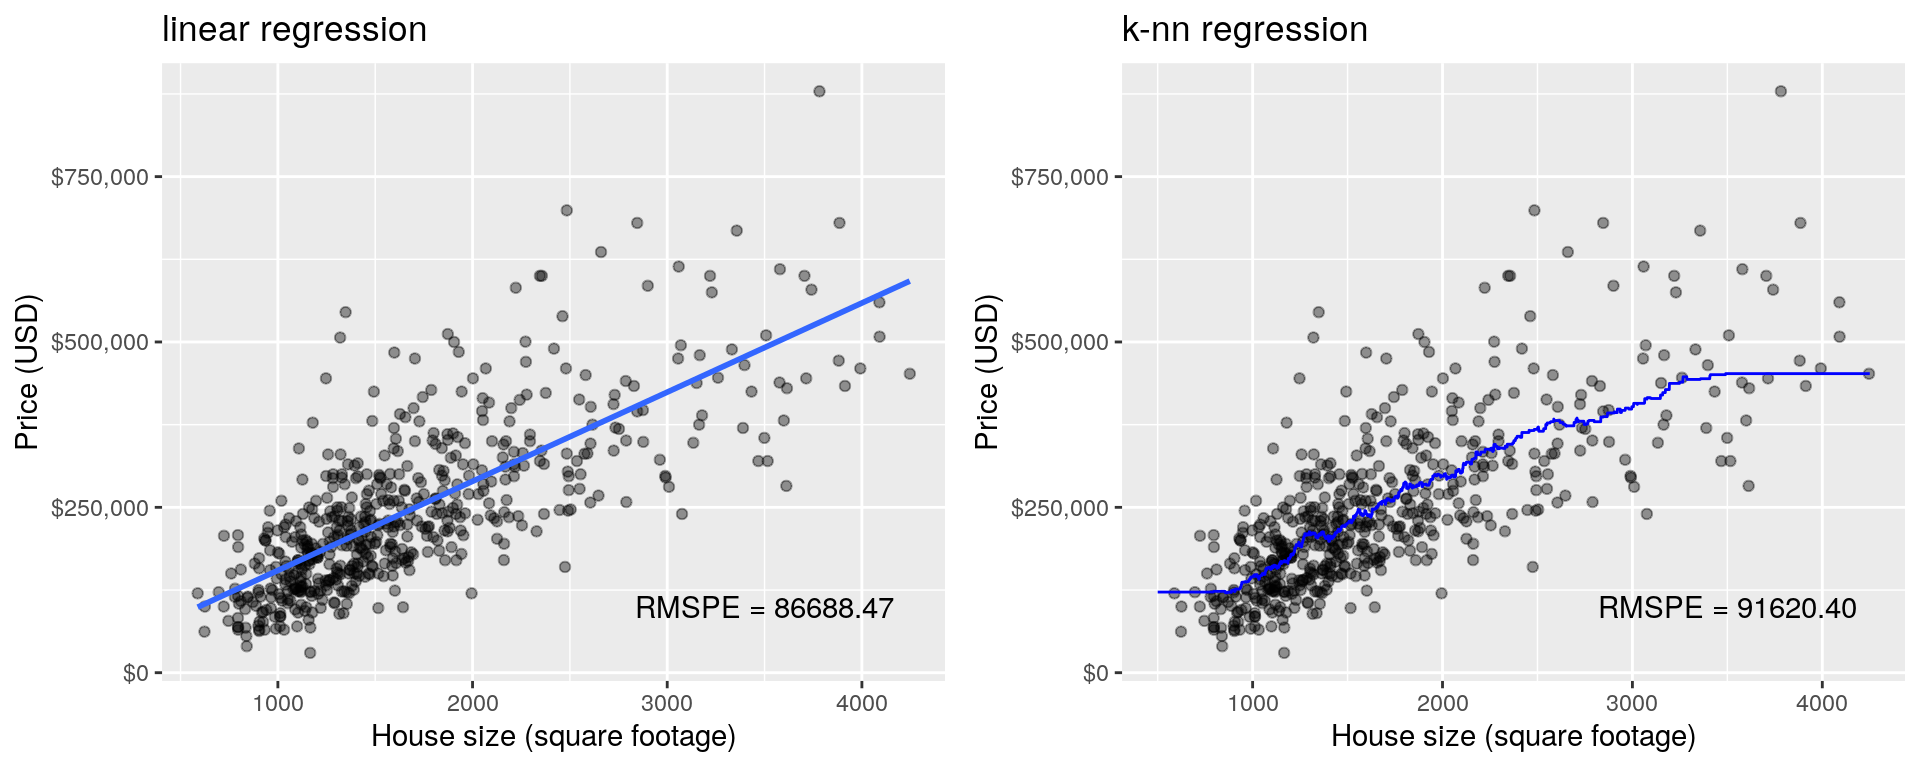 linear regression
$750,000
$500,000
$250,000
$0
Price (USD)
1000 2000 3000 4000
House size (square footage)
RMSPE = 86688.47
k-nn regression
$750,000
$500,000
$250,000
$0
Price (USD)
1000 2000 3000 4000
House size (square footage)
RMSPE = 91620.40